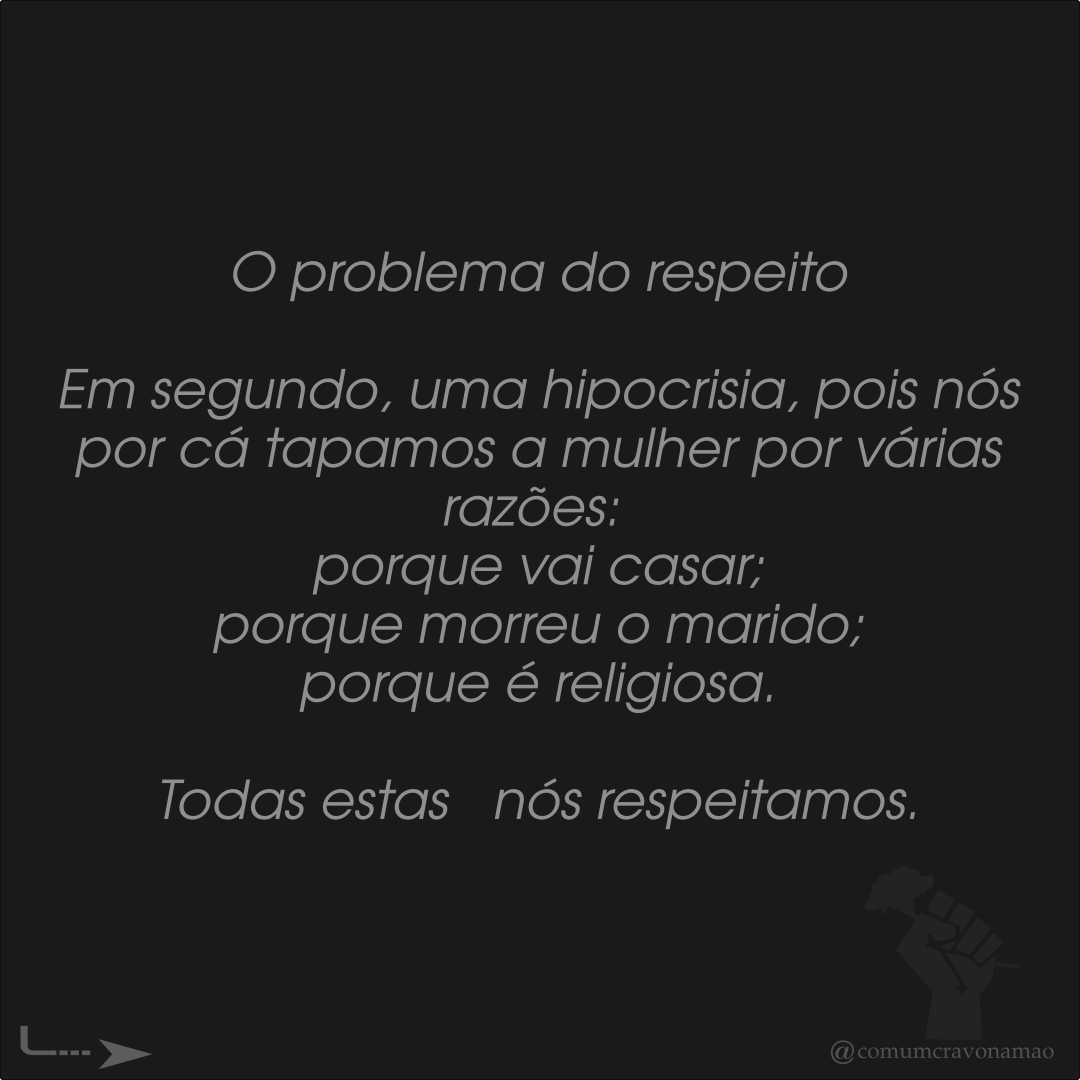 O problema do respeito
Em segundo, uma hipocrisia, pois nós
por cá tapamos a mulher por várias
razões:
porque vai casar;
porque morreu o marido;
porque é religiosa.
Todas estas nós respeitamos.
@comumcravonamao